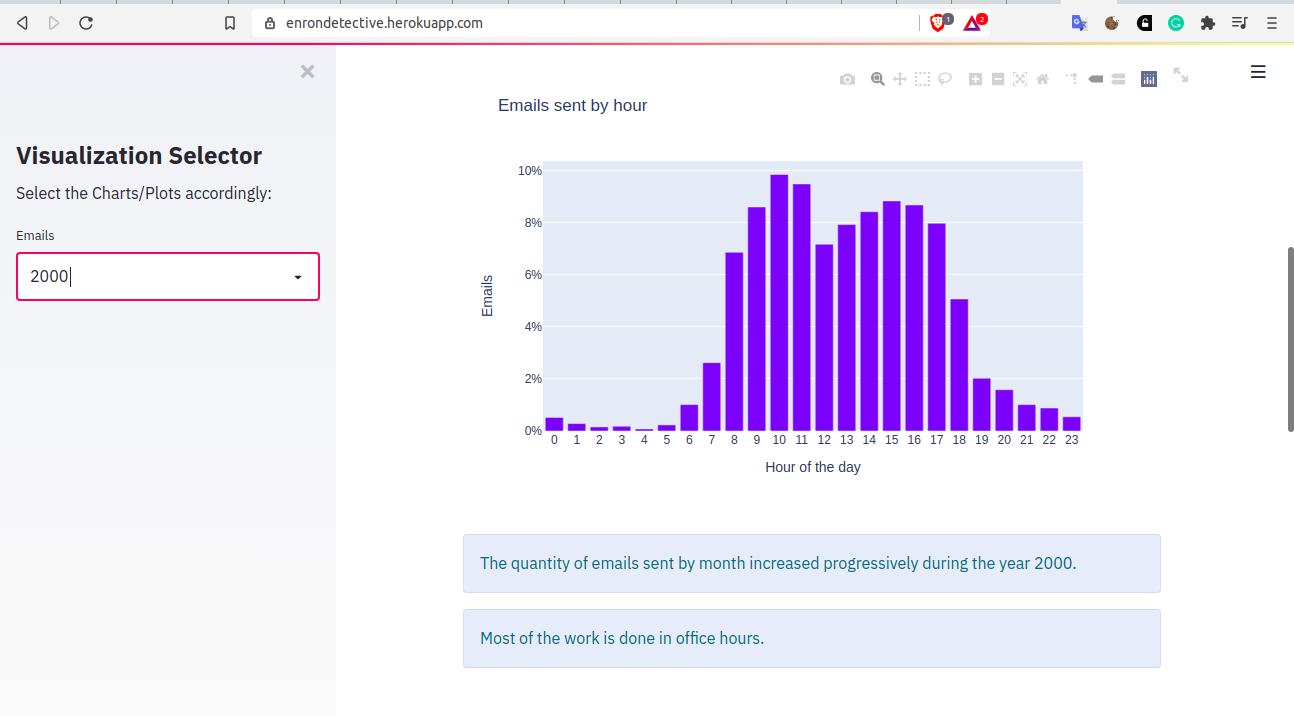 enrondetective.herokuapp.com
1
2
Visualization Selector
Select the Charts/Plots accordingly:
Emails
2000
Emails sent by hour
10%
8%
6%
4%
2%
0%
Emails
0 1 2 3 4 5 6 7 8 9 10 11 12 13 14 15 16 17 18 19 20 21 22 23
Hour of the day
The quantity of emails sent by month increased progressively during the year 2000.
Most of the work is done in office hours.